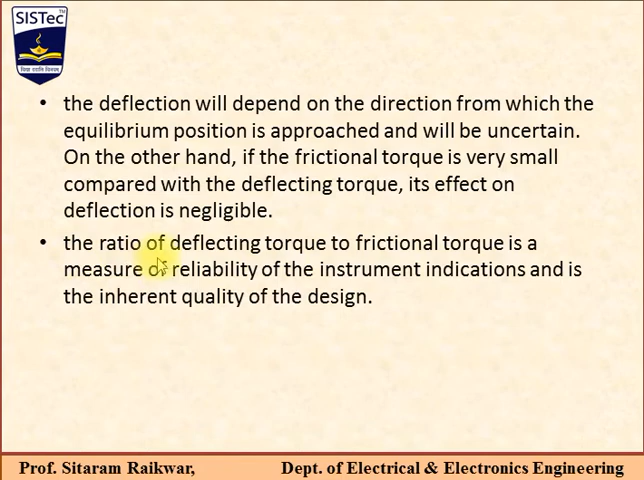 SISTec
TM
• the deflection will depend on the direction from which the
equilibrium position is approached and will be uncertain.
On the other hand, if the frictional torque is very small
compared with the deflecting torque, its effect on
deflection is negligible.
• the ratio of deflecting torque to frictional torque is a
measure of reliability of the instrument indications and is
the inherent quality of the design.
Prof. Sitaram Raikwar, Dept. of Electrical & Electronics Engineering